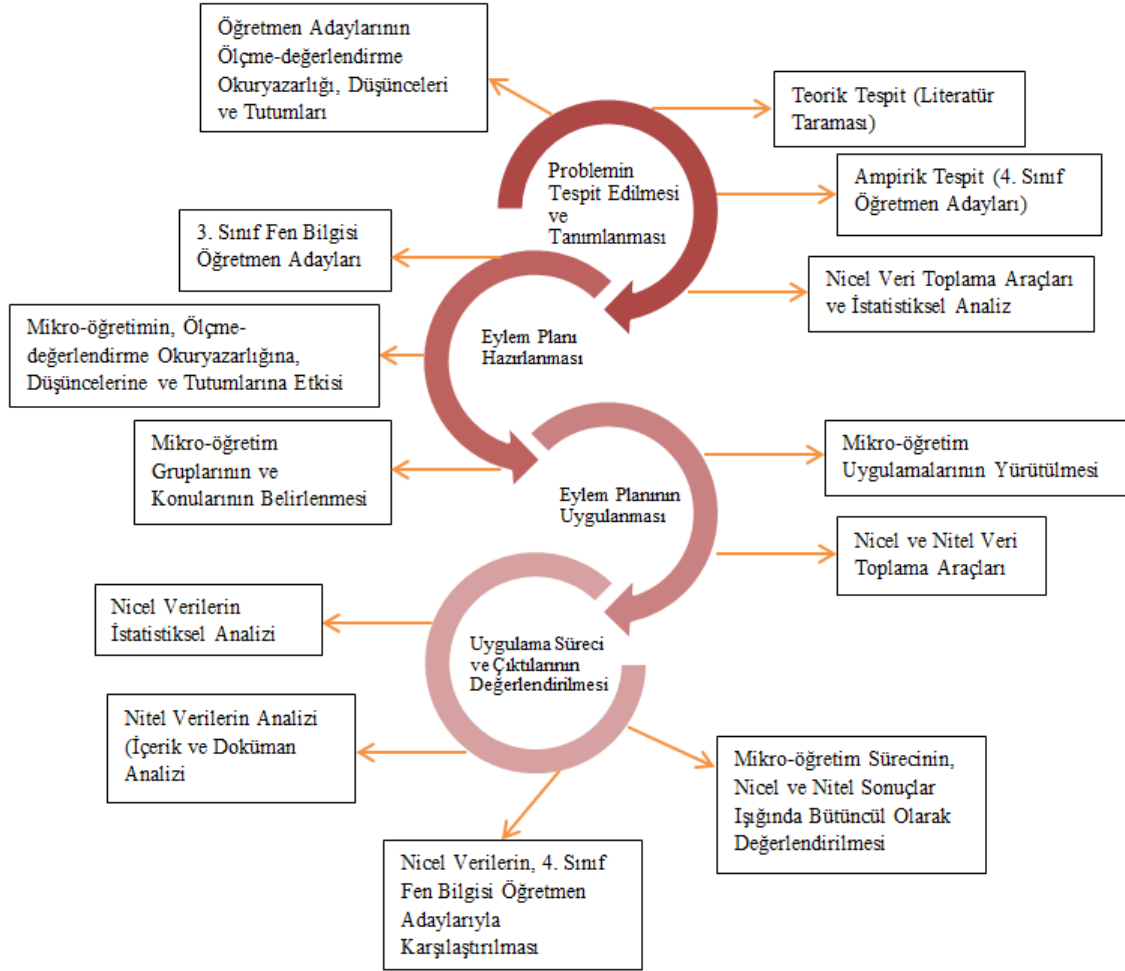 Öğretmen Adaylarının
Ölçme-değerlendirme
Okuryazarlığı, Düşünceleri
ve Tutumları
Teorik Tespit (Literatür
Taraması)
Problemin
Tespit Edilmesi
ve
Tanımlanması
Ampirik Tespit (4. Sınıf
Öğretmen Adayları)
3. Sınıf Fen Bilgisi
Öğretmen Adayları
Nicel Veri Toplama Araçları
ve İstatistiksel Analiz
Eylem Planı
Hazırlanması
Mikro-öğretimin, Ölçme-
değerlendirme Okuryazarlığına,
Düşüncelerine ve Tutumlarına Etkisi
Mikro-öğretim
Gruplarının ve
Konularının Belirlenmesi
Mikro-öğretim
Uygulamalarının Yürütülmesi
Eylem Planının
Uygulanması
Nicel ve Nitel Veri
Toplama Araçları
Nicel Verilerin
İstatistiksel Analizi
Uygulama Süreci
ve Çıktılarının
Değerlendirilmesi
Nitel Verilerin Analizi
(İçerik ve Doküman
Analizi
Mikro-öğretim Sürecinin,
Nicel ve Nitel Sonuçlar
Işığında Bütüncül Olarak
Değerlendirilmesi
Nicel Verilerin, 4. Sınıf
Fen Bilgisi Öğretmen
Adaylarıyla
Karşılaştırılması